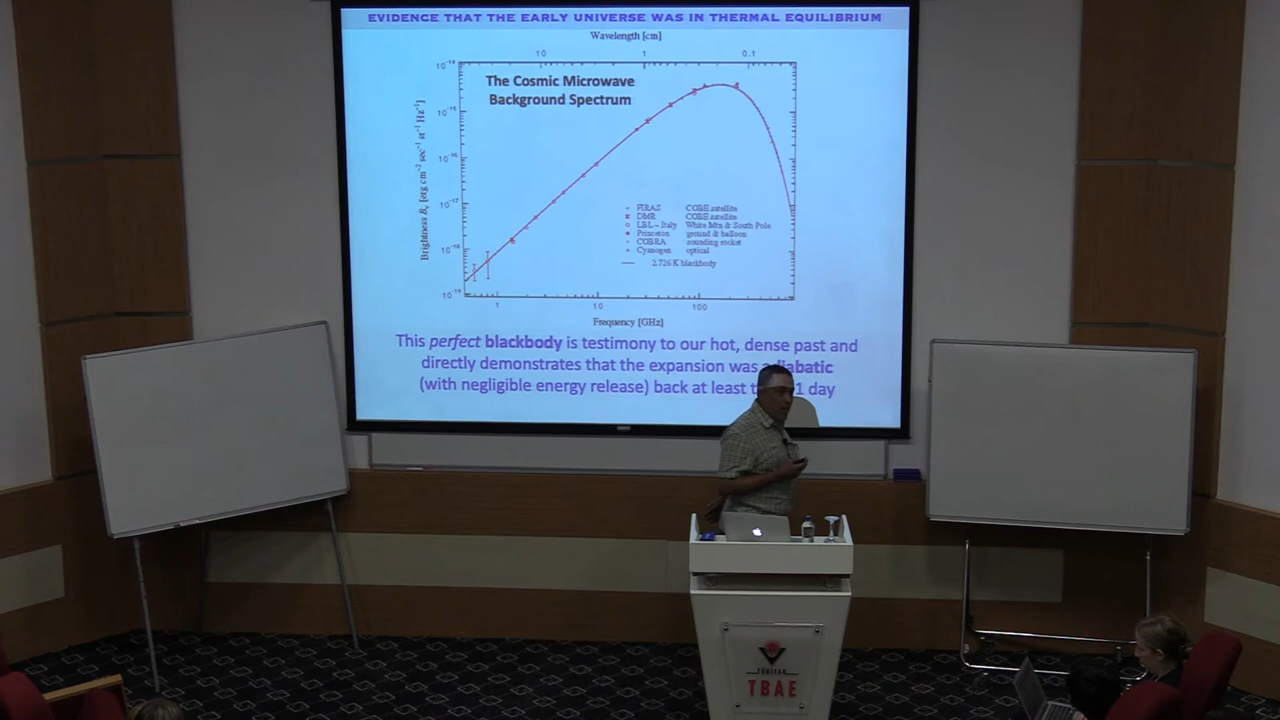 EVIDENCE THAT THE EARLY UNIVERSE WAS IN THERMAL EQUILIBRIUM
Wavelength [cm]
10 1 0.1
The Cosmic Microwave
Background Spectrum
Brightness Bν [erg cm⁻² sec⁻¹ sr⁻¹ Hz⁻¹]
10⁻¹⁴
10⁻¹⁵
10⁻¹⁶
10⁻¹⁷
10⁻¹⁸
10⁻¹⁹
FIRAS COBE satellite
DMR COBE satellite
LBL - Italy White Mtn & South Pole
Princeton ground & balloon
COBRA sounding rocket
Cyanogen optical
2.726 K blackbody
1 10 100
Frequency [GHz]
This perfect blackbody is testimony to our hot, dense past and
directly demonstrates that the expansion was
(with negligible energy release) back at least 1 day
TÜBİTAK
TBAE